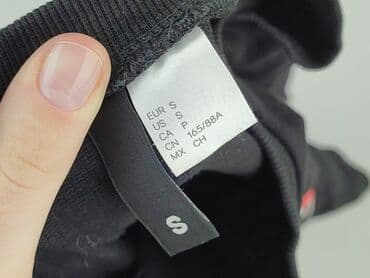 EUR S
US S
CA P
CN 165/88A
MX CH
S